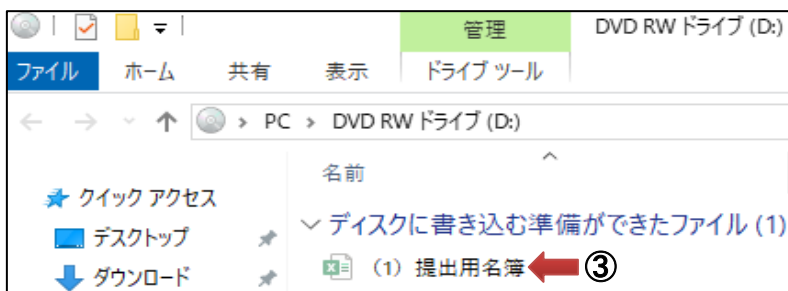 管理 DVD RW ドライブ (D:)
ファイル ホーム 共有 表示 ドライブ ツール
PC › DVD RW ドライブ (D:)
名前
クイック アクセス
ディスクに書き込む準備ができたファイル (1)
デスクトップ
(1) 提出用名簿 ③
ダウンロード